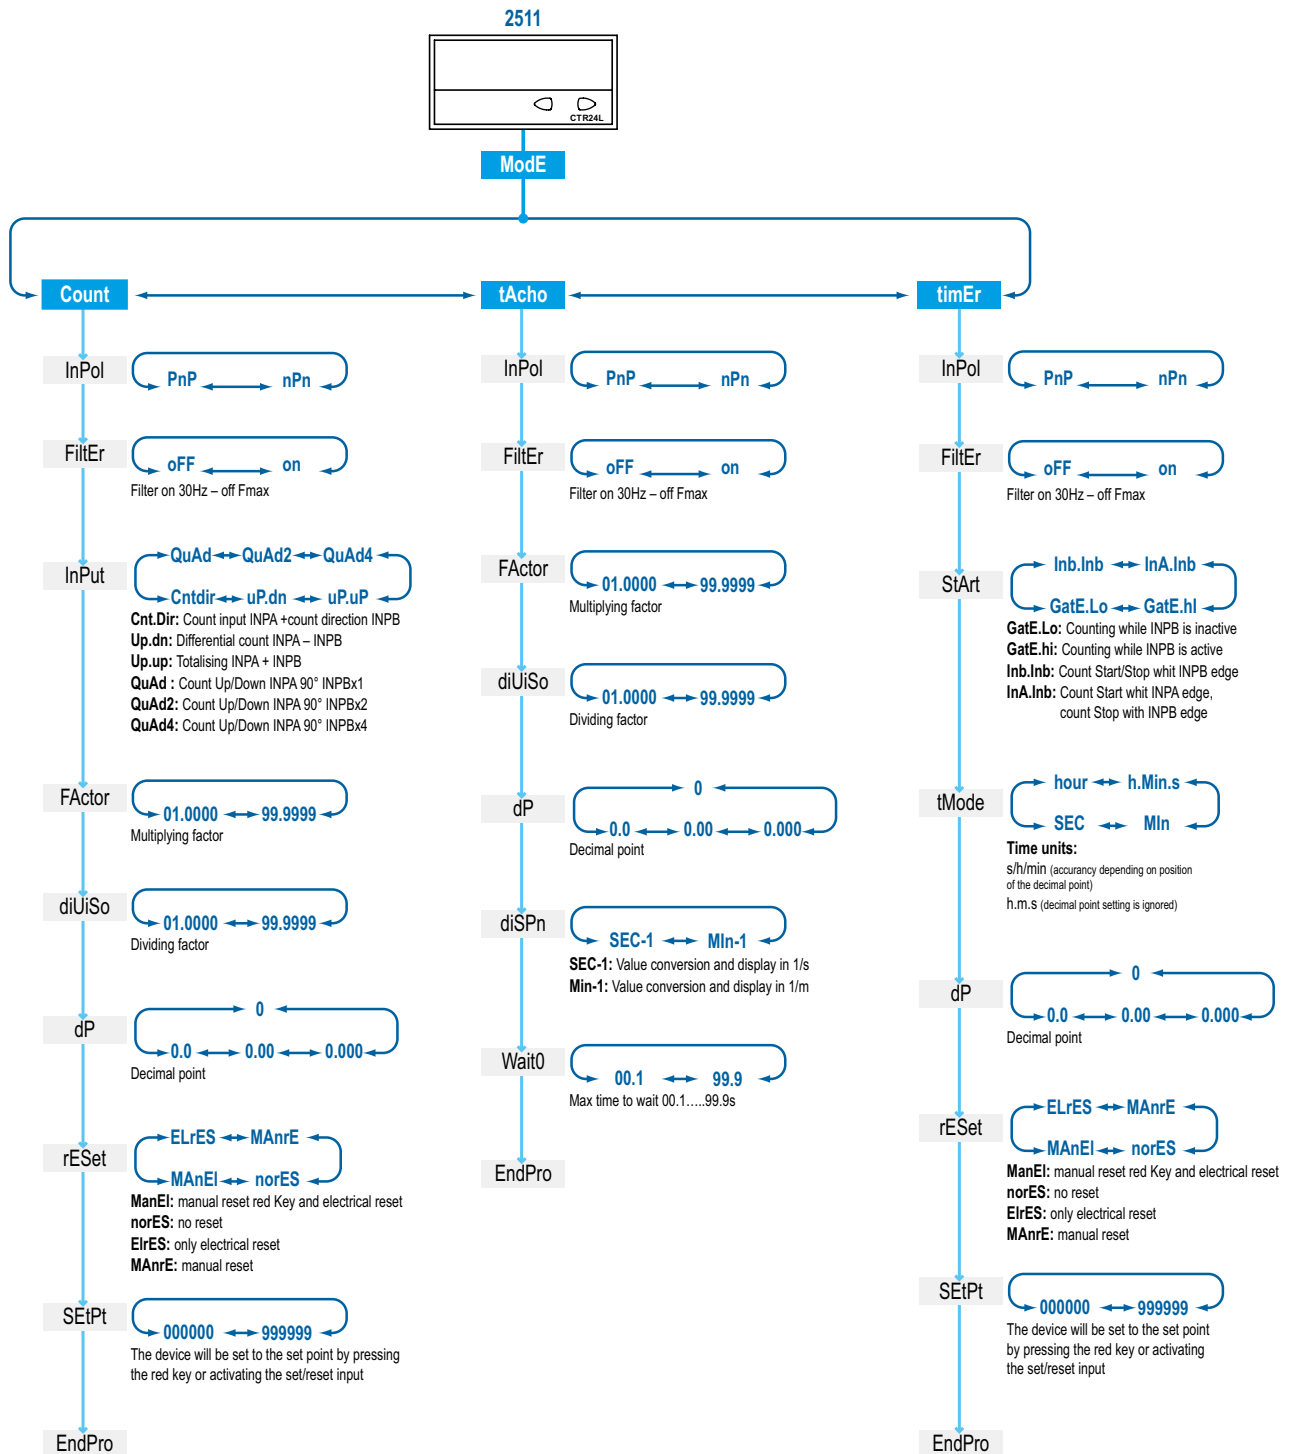 2511
CTR24L
ModE
Count
tAcho
timEr
InPol
PnP nPn
FiltEr
oFF on
Filter on 30Hz – off Fmax
InPut
QuAd QuAd2 QuAd4
Cntdir uP.dn uP.uP
Cnt.Dir: Count input INPA +count direction INPB
Up.dn: Differential count INPA – INPB
Up.up: Totalising INPA + INPB
QuAd : Count Up/Down INPA 90° INPBx1
QuAd2: Count Up/Down INPA 90° INPBx2
QuAd4: Count Up/Down INPA 90° INPBx4
FActor
01.0000 99.9999
Multiplying factor
diUiSo
01.0000 99.9999
Dividing factor
dP
0
0.0 0.00 0.000
Decimal point
rESet
ELrES MAnrE
MAnEl norES
ManEl: manual reset red Key and electrical reset
norES: no reset
ElrES: only electrical reset
MAnrE: manual reset
SEtPt
000000 999999
The device will be set to the set point by pressing
the red key or activating the set/reset input
EndPro
InPol
PnP nPn
FiltEr
oFF on
Filter on 30Hz – off Fmax
FActor
01.0000 99.9999
Multiplying factor
diUiSo
01.0000 99.9999
Dividing factor
dP
0
0.0 0.00 0.000
Decimal point
diSPn
SEC-1 MIn-1
SEC-1: Value conversion and display in 1/s
Min-1: Value conversion and display in 1/m
Wait0
00.1 99.9
Max time to wait 00.1…..99.9s
EndPro
InPol
PnP nPn
FiltEr
oFF on
Filter on 30Hz – off Fmax
StArt
Inb.Inb InA.Inb
GatE.Lo GatE.hI
GatE.Lo: Counting while INPB is inactive
GatE.hi: Counting while INPB is active
Inb.Inb: Count Start/Stop whit INPB edge
InA.Inb: Count Start whit INPA edge,
count Stop with INPB edge
tMode
hour h.Min.s
SEC MIn
Time units:
s/h/min (accurancy depending on position
of the decimal point)
h.m.s (decimal point setting is ignored)
dP
0
0.0 0.00 0.000
Decimal point
rESet
ELrES MAnrE
MAnEl norES
ManEl: manual reset red Key and electrical reset
norES: no reset
ElrES: only electrical reset
MAnrE: manual reset
SEtPt
000000 999999
The device will be set to the set point
by pressing the red key or activating
the set/reset input
EndPro